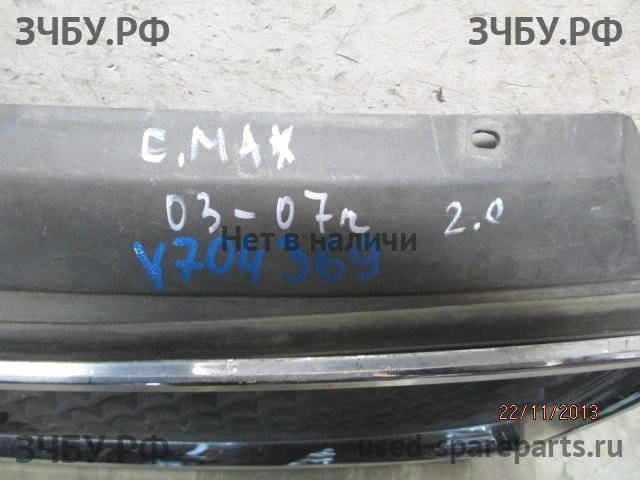 ЗЧБУ.РФ ЗЧБУ.РФ
C.MAX
03-07г 2.0
Нет в наличи
У704369
22/11/2013
ЗЧБУ.РФ used-spareparts.ru